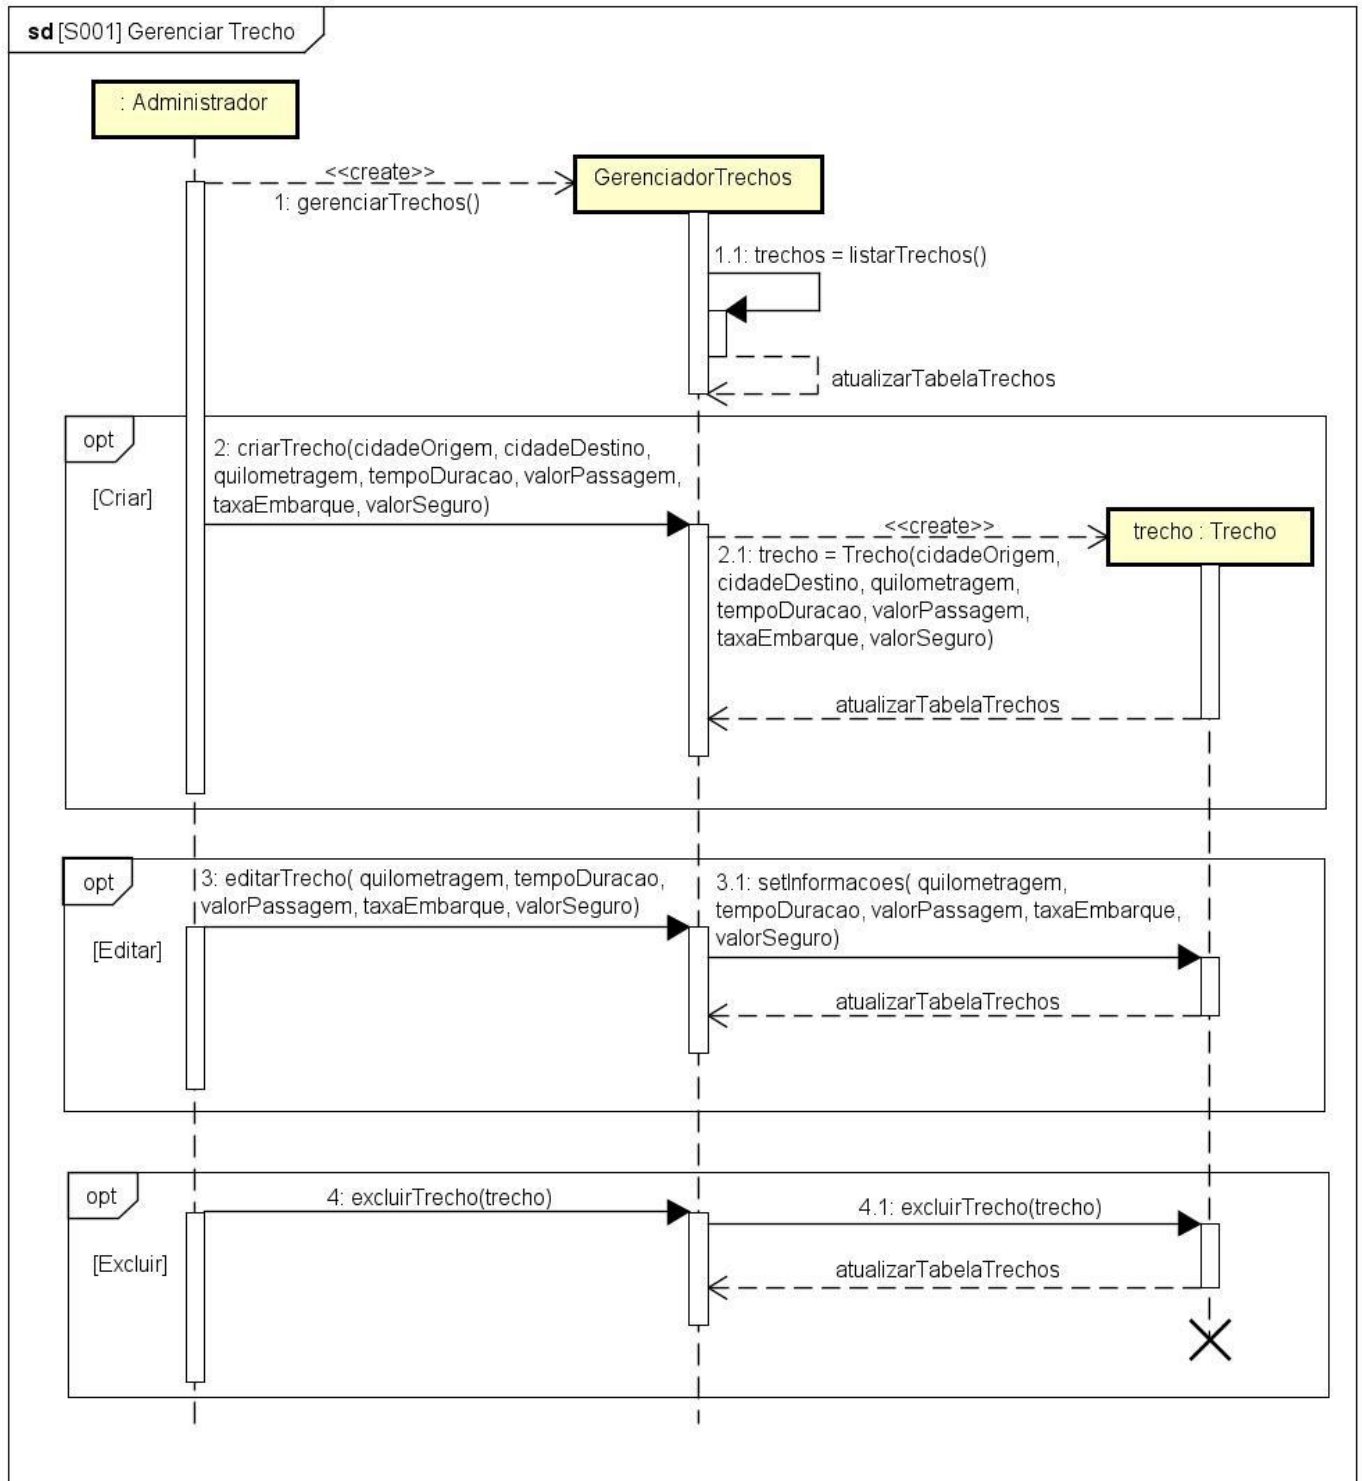 sd [S001] Gerenciar Trecho
: Administrador
<<create>>
1: gerenciarTrechos()
GerenciadorTrechos
1.1: trechos = listarTrechos()
atualizarTabelaTrechos
opt
[Criar]
2: criarTrecho(cidadeOrigem, cidadeDestino,
quilometragem, tempoDuracao, valorPassagem,
taxaEmbarque, valorSeguro)
<<create>>
trecho : Trecho
2.1: trecho = Trecho(cidadeOrigem,
cidadeDestino, quilometragem,
tempoDuracao, valorPassagem,
taxaEmbarque, valorSeguro)
atualizarTabelaTrechos
opt
[Editar]
3: editarTrecho( quilometragem, tempoDuracao,
valorPassagem, taxaEmbarque, valorSeguro)
3.1: setInformacoes( quilometragem,
tempoDuracao, valorPassagem, taxaEmbarque,
valorSeguro)
atualizarTabelaTrechos
opt
[Excluir]
4: excluirTrecho(trecho)
4.1: excluirTrecho(trecho)
atualizarTabelaTrechos